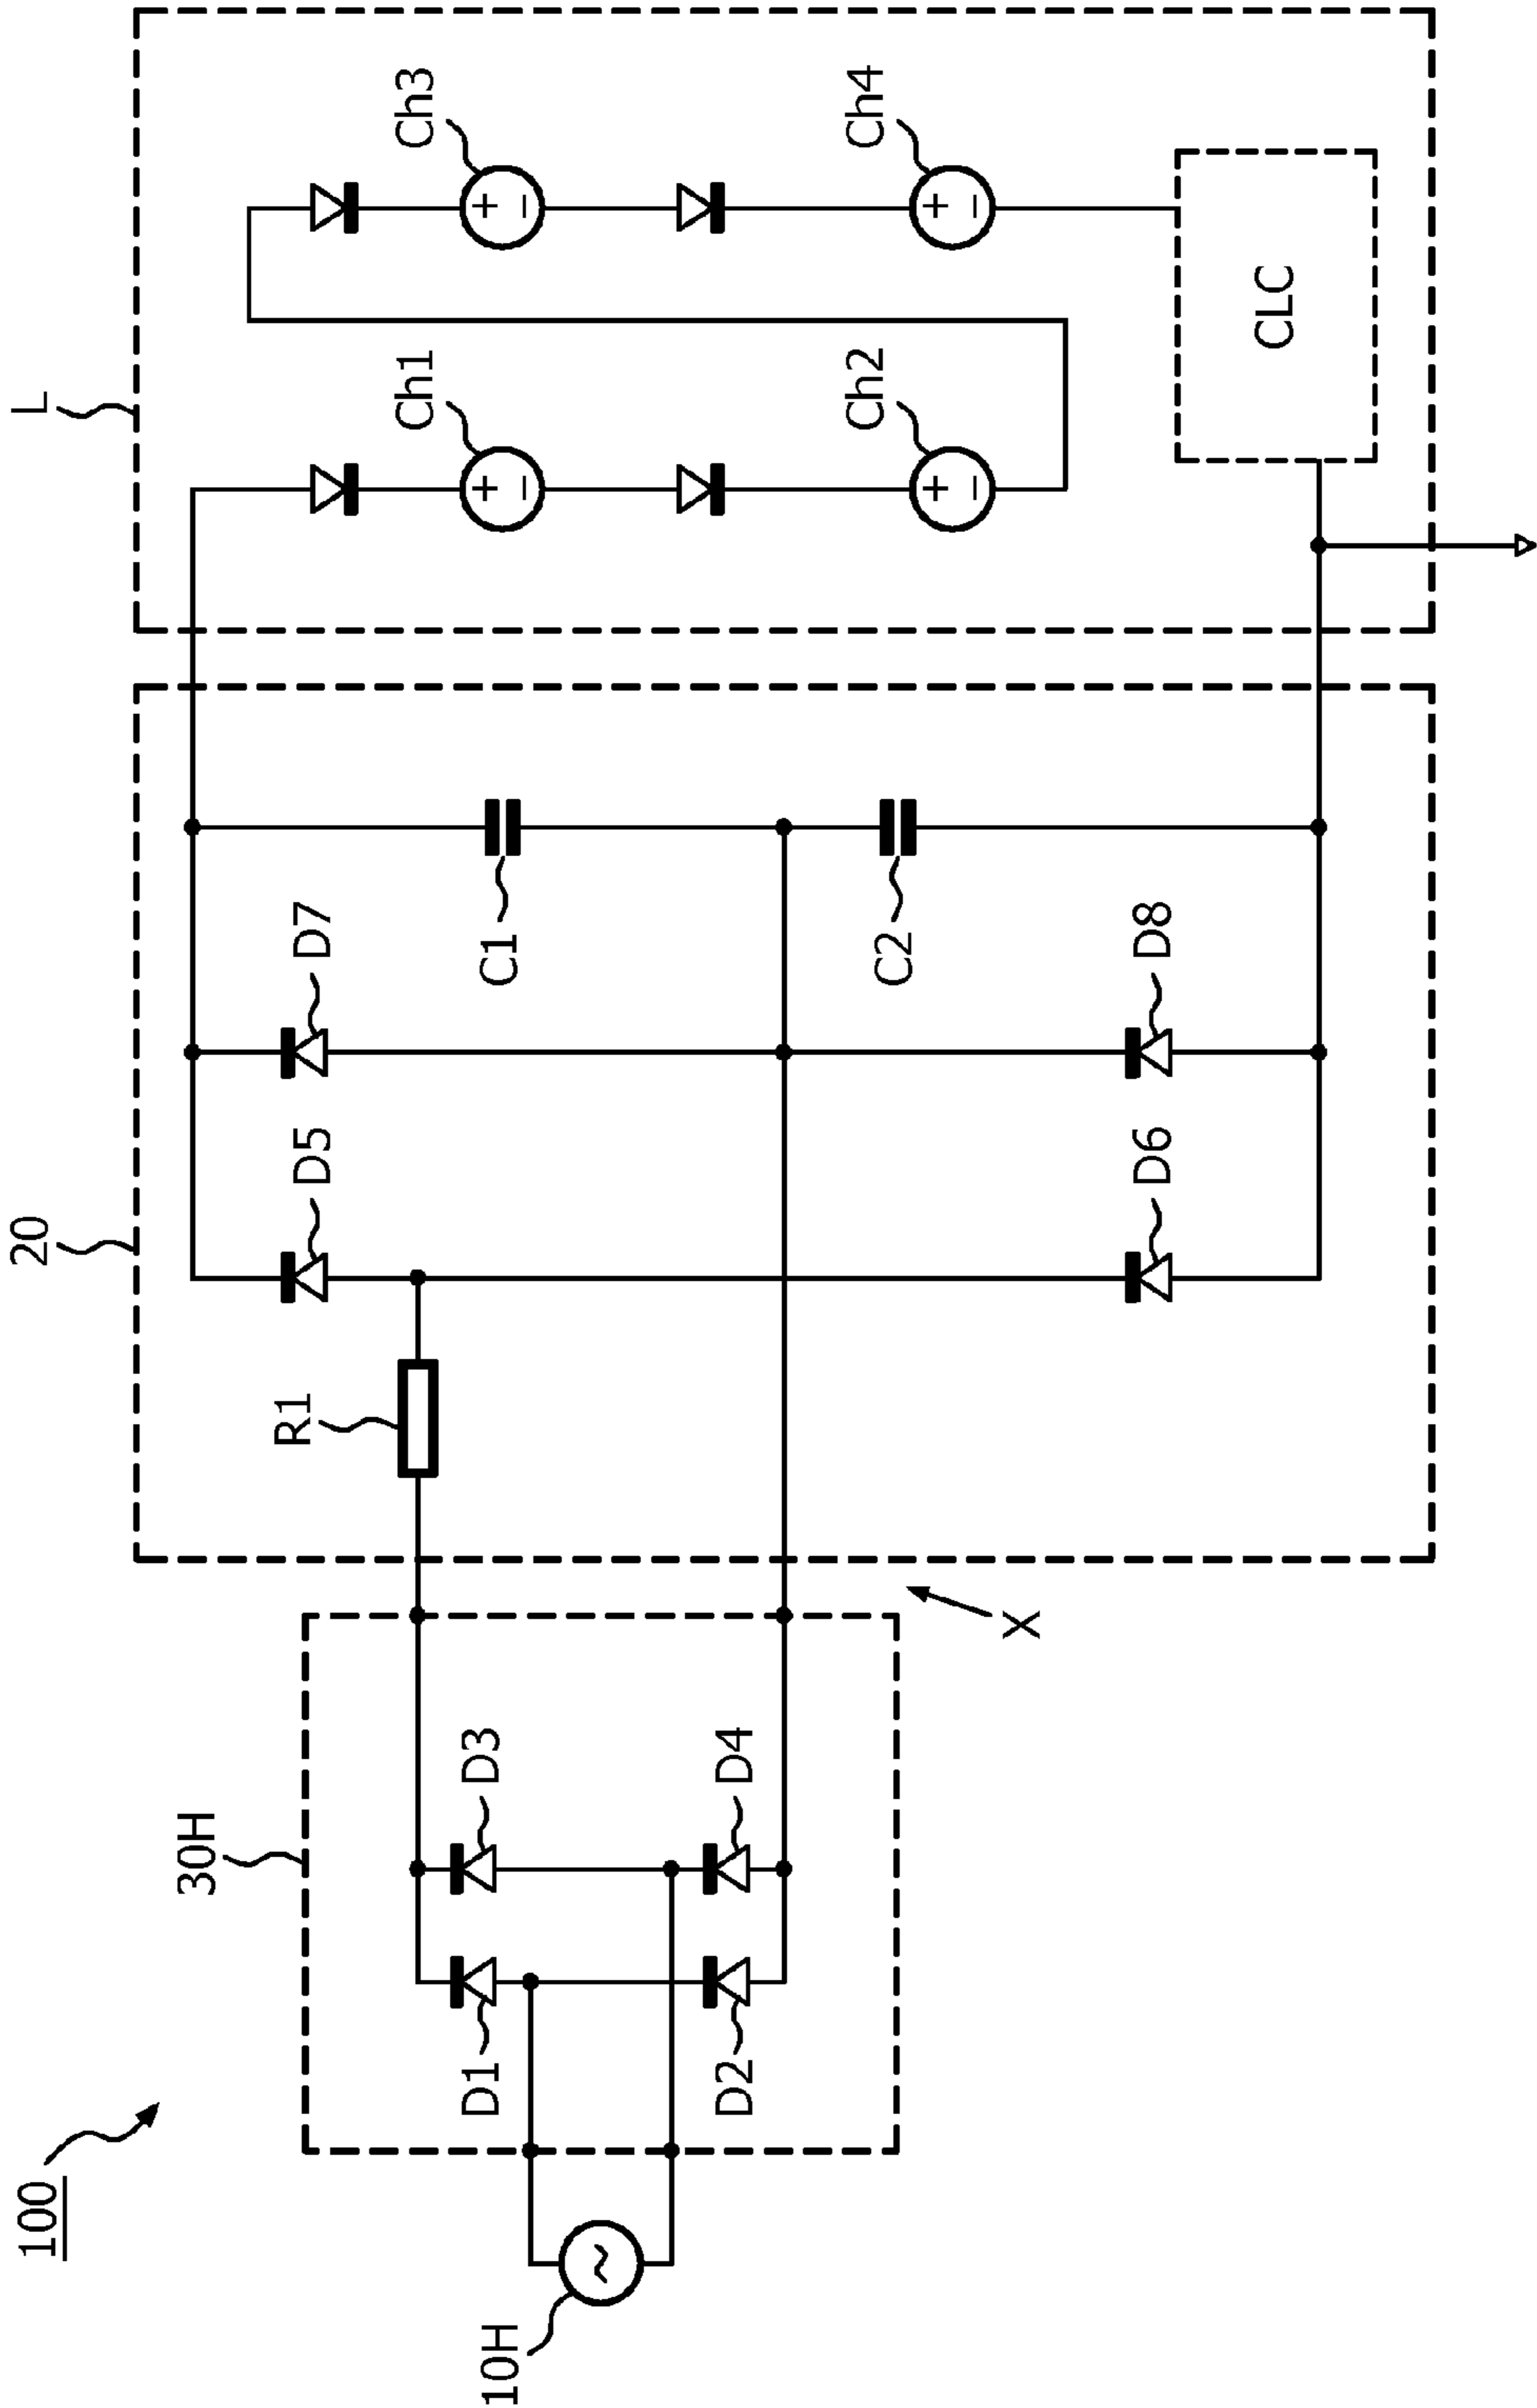 100
10H
~
30H
D1
D2
D3
D4
X
20
R1
D5
D6
D7
D8
C1
C2
L
Ch1
+
−
Ch2
+
−
Ch3
+
−
Ch4
+
−
CLC